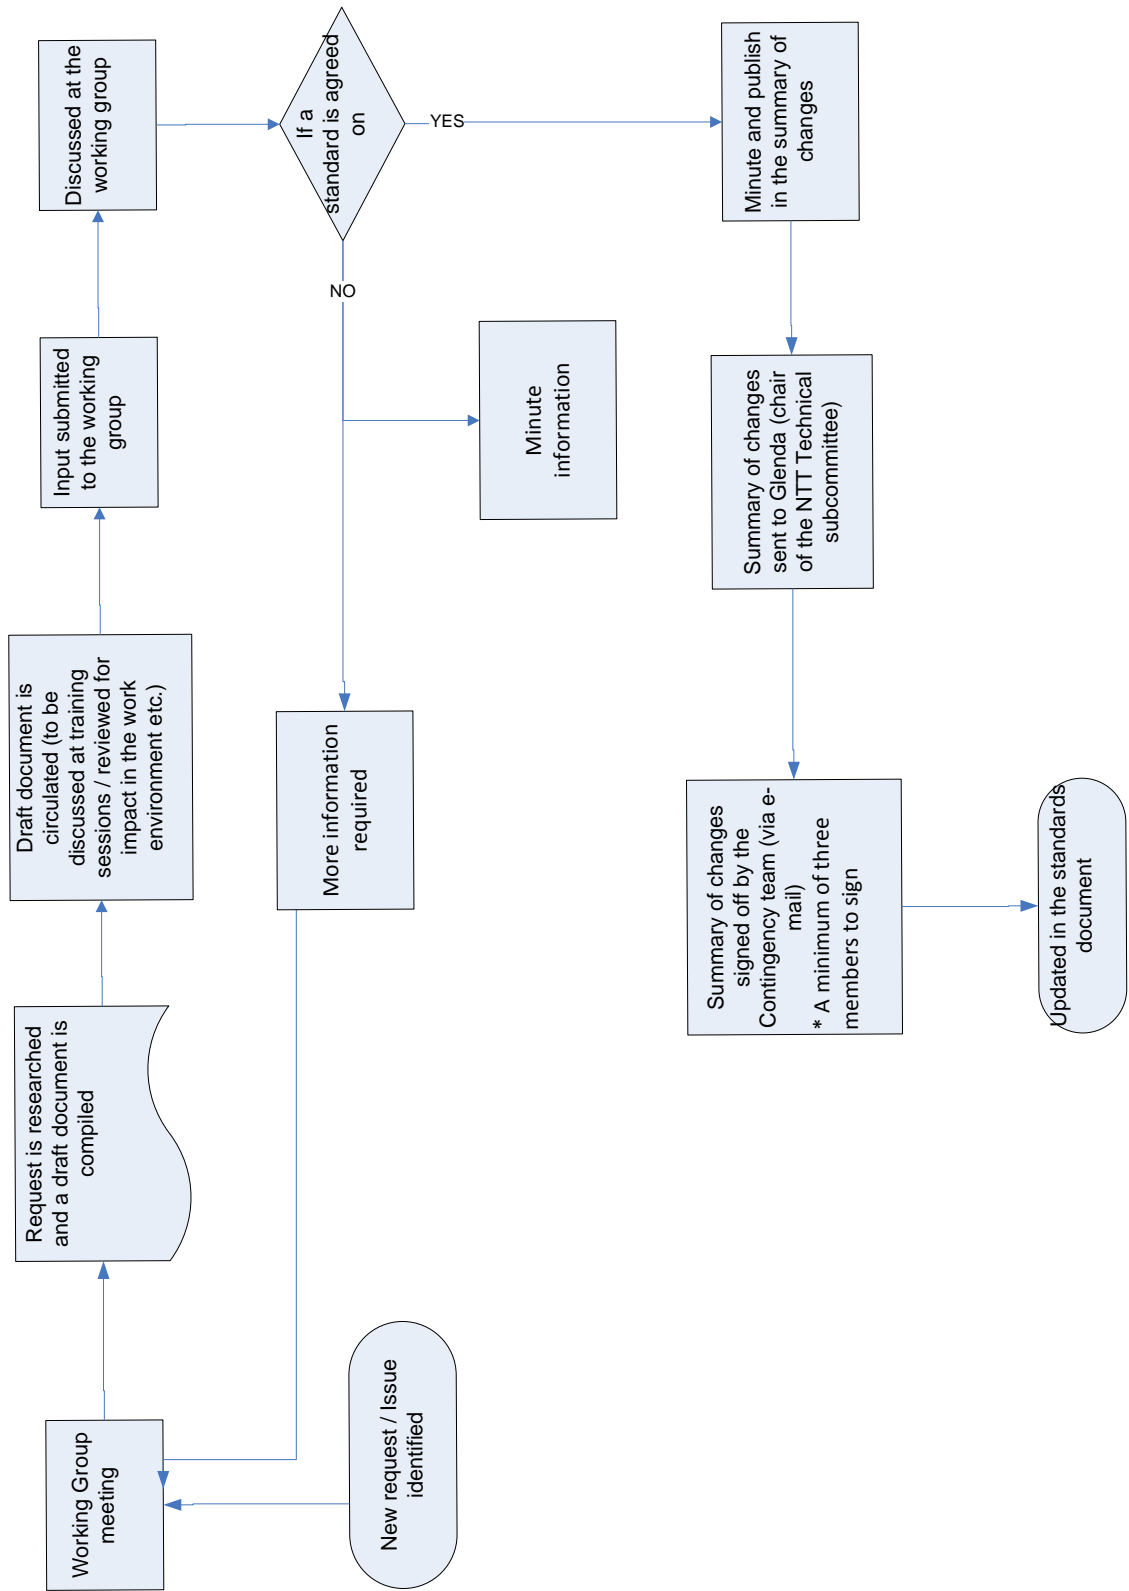 New request / Issue
identified
Working Group
meeting
Request is researched
and a draft document is
compiled
Draft document is
circulated (to be
discussed at training
sessions / reviewed for
impact in the work
environment etc.)
Input submitted
to the working
group
Discussed at the
working group
If a
standard is agreed
on
NO
YES
Minute
information
More information
required
Minute and publish
in the summary of
changes
Summary of changes
sent to Glenda (chair
of the NTT Technical
subcommittee)
Summary of changes
signed off by the
Contingency team (via e-
mail)
* A minimum of three
members to sign
Updated in the standards
document